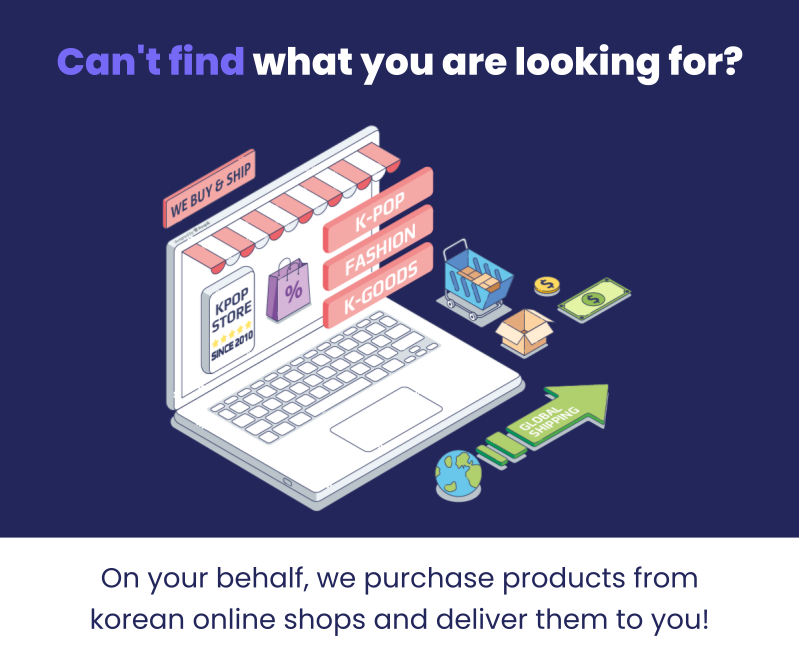 Can't find what you are looking for?
WE BUY & SHIP
K-POP
FASHION
K-GOODS
KPOP
STORE
SINCE 2010
%
$
$
GLOBAL
SHIPPING
On your behalf, we purchase products from
korean online shops and deliver them to you!